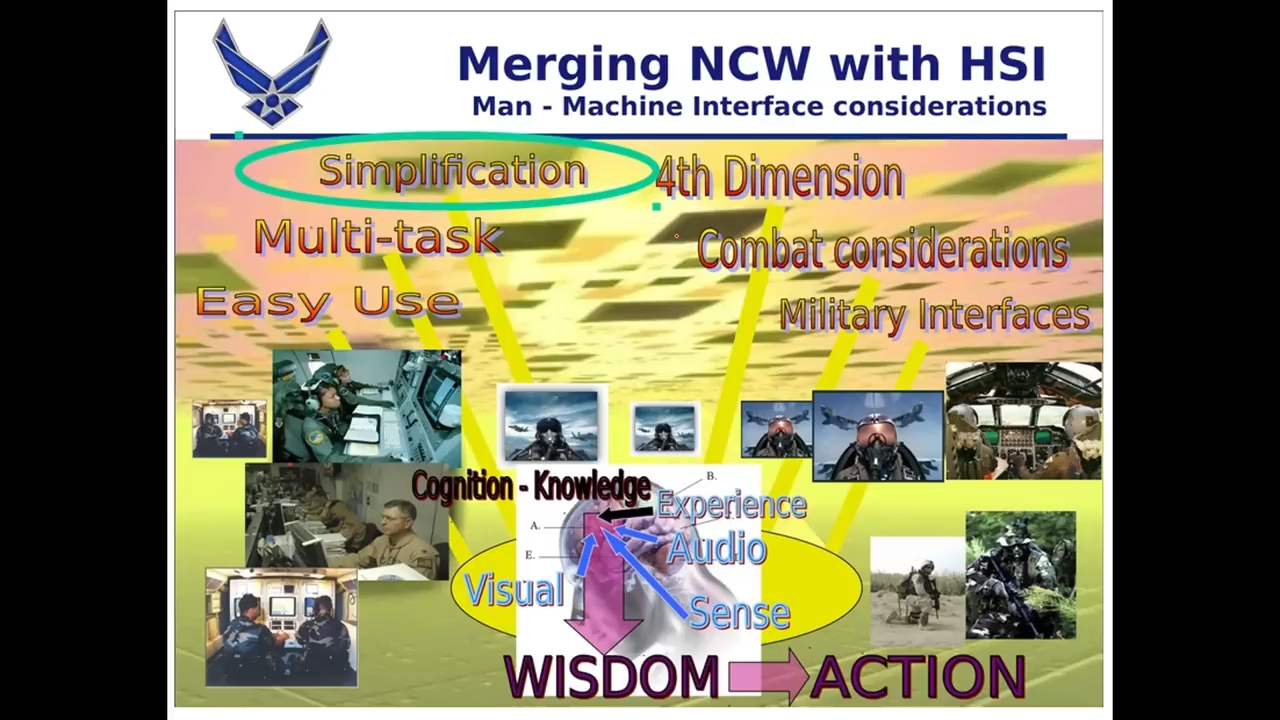 Merging NCW with HSI
Man - Machine Interface considerations
Simplification
4th Dimension
Multi-task
Combat considerations
Easy Use
Military Interfaces
Cognition - Knowledge
B.
Experience
A.
Audio
E.
Visual
Sense
WISDOM
ACTION